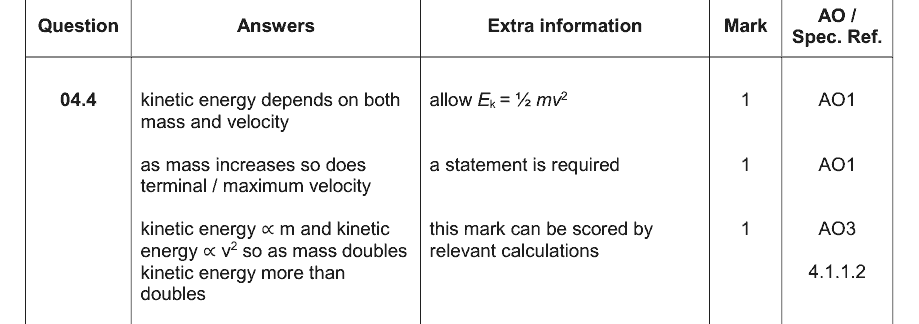 Question Answers Extra information Mark AO /
Spec. Ref.
04.4 kinetic energy depends on both allow Eₖ = ½ mv² 1 AO1
mass and velocity
as mass increases so does a statement is required 1 AO1
terminal / maximum velocity
kinetic energy ∝ m and kinetic this mark can be scored by 1 AO3
energy ∝ v² so as mass doubles relevant calculations
kinetic energy more than 4.1.1.2
doubles